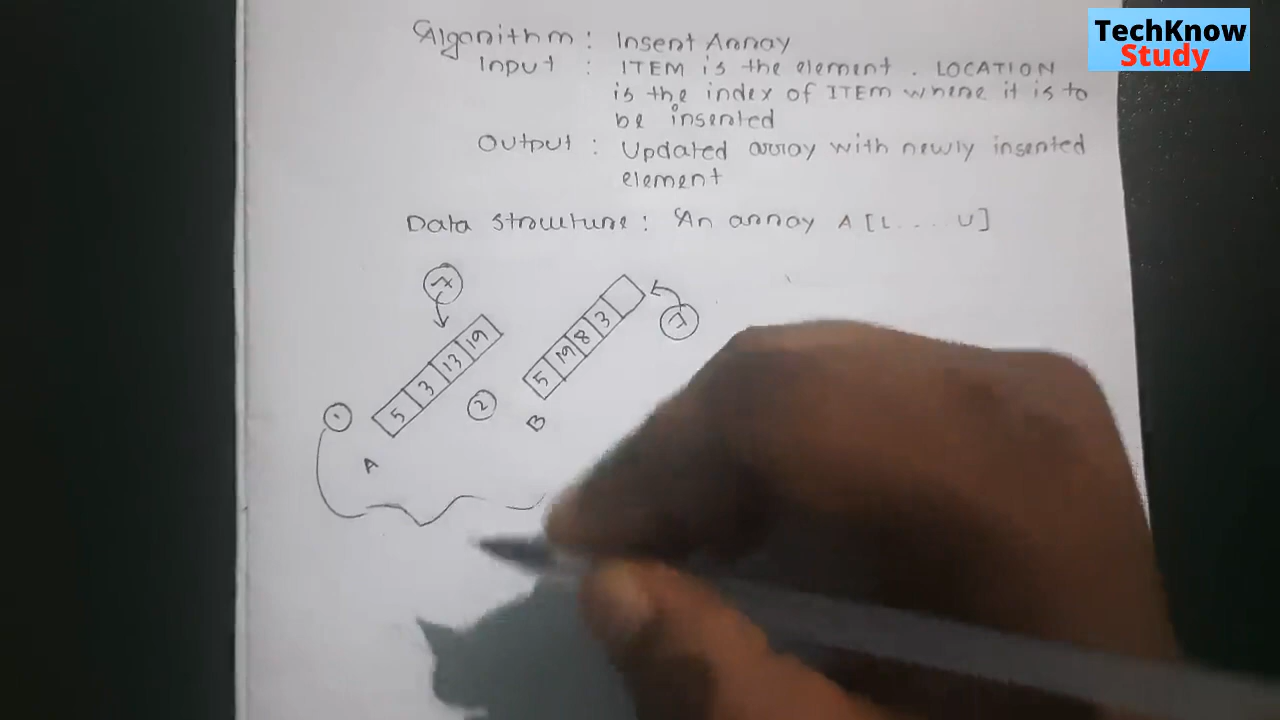 TechKnow
Study
Algorithm : Insert Array
Input : ITEM is the element . LOCATION
is the index of ITEM where it is to
be inserted
Output : Updated array with newly inserted
element
Data structure : An array A [L . . . . U]
7
5 3 13 19
1
A
7
5 19 8 3
2
B